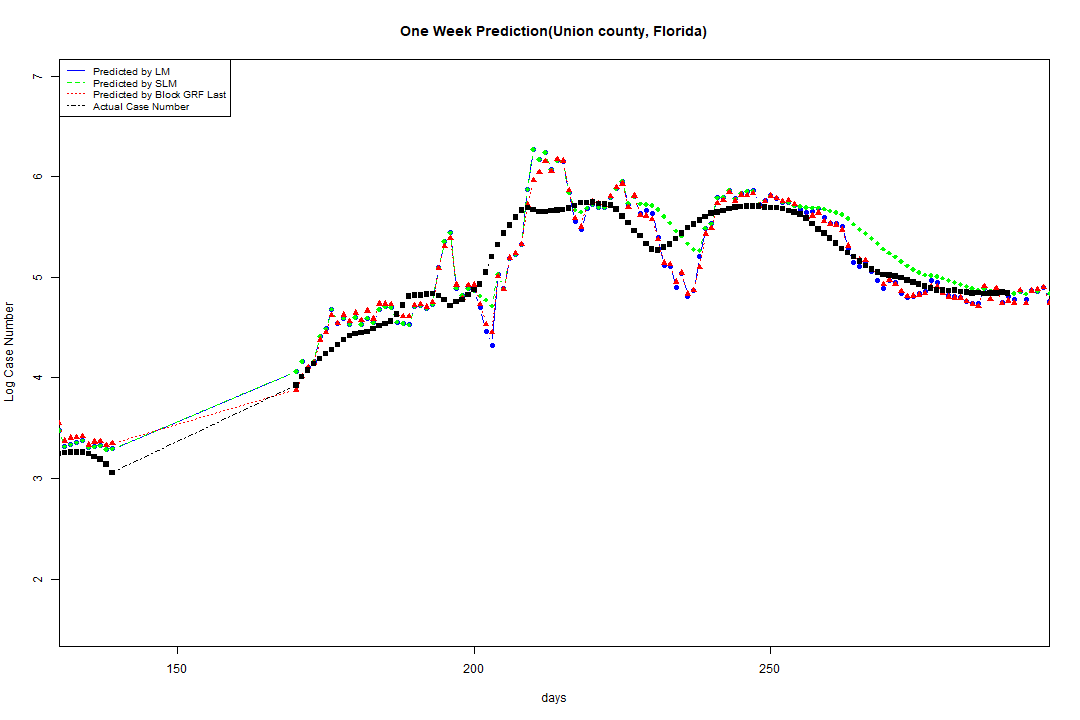 One Week Prediction(Union county, Florida)
Predicted by LM
Predicted by SLM
Predicted by Block GRF Last
Actual Case Number
7
6
5
4
3
2
Log Case Number
150
200
250
days